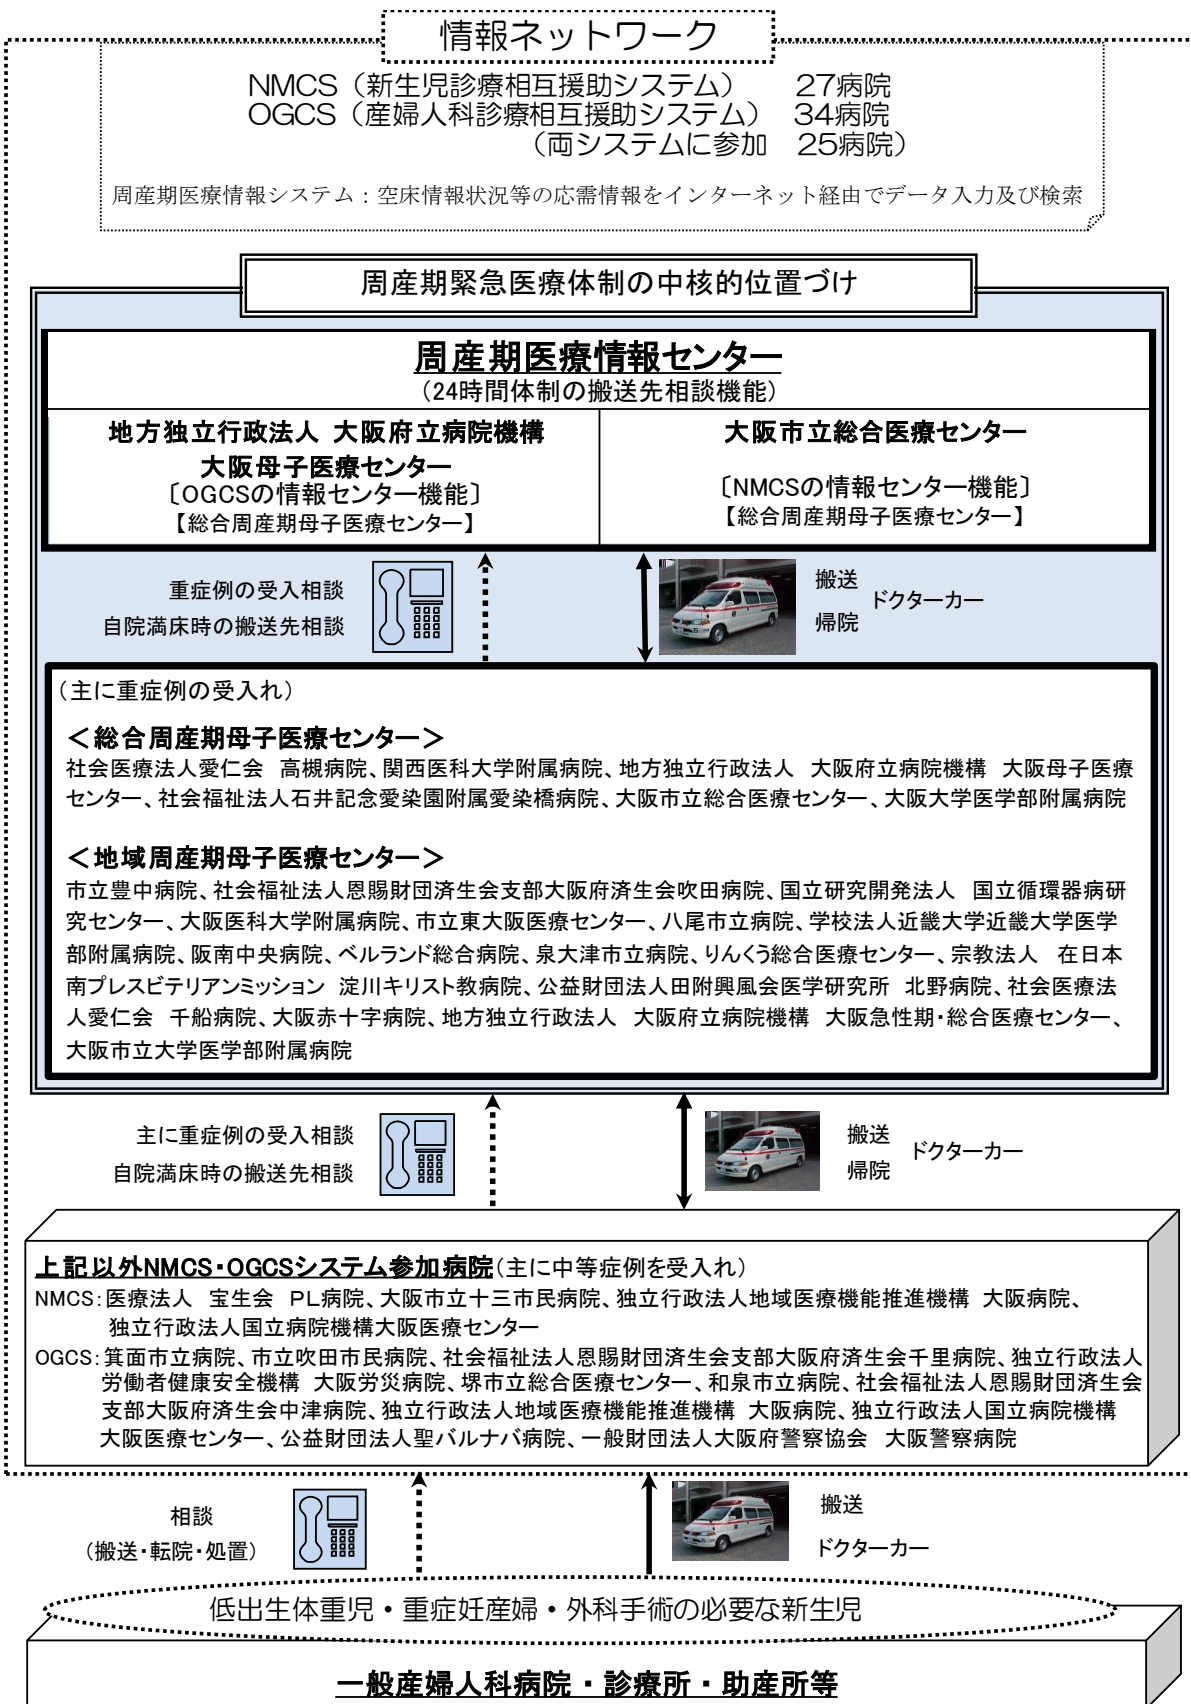 情報ネットワーク
NMCS（新生児診療相互援助システム）　27病院
OGCS（産婦人科診療相互援助システム）　34病院
（両システムに参加　25病院）
周産期医療情報システム：空床情報状況等の応需情報をインターネット経由でデータ入力及び検索
周産期緊急医療体制の中核的位置づけ
周産期医療情報センター
（24時間体制の搬送先相談機能）
地方独立行政法人 大阪府立病院機構
大阪母子医療センター
〔OGCSの情報センター機能〕
【総合周産期母子医療センター】
大阪市立総合医療センター
〔NMCSの情報センター機能〕
【総合周産期母子医療センター】
重症例の受入相談
自院満床時の搬送先相談
搬送
帰院
ドクターカー
（主に重症例の受入れ）
＜総合周産期母子医療センター＞
社会医療法人愛仁会　高槻病院、関西医科大学附属病院、地方独立行政法人　大阪府立病院機構　大阪母子医療
センター、社会福祉法人石井記念愛染園附属愛染橋病院、大阪市立総合医療センター、大阪大学医学部附属病院
＜地域周産期母子医療センター＞
市立豊中病院、社会福祉法人恩賜財団済生会支部大阪府済生会吹田病院、国立研究開発法人　国立循環器病研
究センター、大阪医科大学附属病院、市立東大阪医療センター、八尾市立病院、学校法人近畿大学近畿大学医学
部附属病院、阪南中央病院、ベルランド総合病院、泉大津市立病院、りんくう総合医療センター、宗教法人　在日本
南プレスビテリアンミッション 淀川キリスト教病院、公益財団法人田附興風会医学研究所　北野病院、社会医療法
人愛仁会　千船病院、大阪赤十字病院、地方独立行政法人　大阪府立病院機構　大阪急性期・総合医療センター、
大阪市立大学医学部附属病院
主に重症例の受入相談
自院満床時の搬送先相談
搬送
帰院
ドクターカー
上記以外NMCS・OGCSシステム参加病院（主に中等症例を受入れ）
NMCS：医療法人　宝生会　PL病院、大阪市立十三市民病院、独立行政法人地域医療機能推進機構　大阪病院、
独立行政法人国立病院機構大阪医療センター
OGCS：箕面市立病院、市立吹田市民病院、社会福祉法人恩賜財団済生会支部大阪府済生会千里病院、独立行政法人
労働者健康安全機構　大阪労災病院、堺市立総合医療センター、和泉市立病院、社会福祉法人恩賜財団済生会
支部大阪府済生会中津病院、独立行政法人地域医療機能推進機構　大阪病院、独立行政法人国立病院機構
大阪医療センター、公益財団法人聖バルナバ病院、一般財団法人大阪府警察協会　大阪警察病院
相談
（搬送・転院・処置）
搬送
ドクターカー
低出生体重児・重症妊産婦・外科手術の必要な新生児
一般産婦人科病院・診療所・助産所等